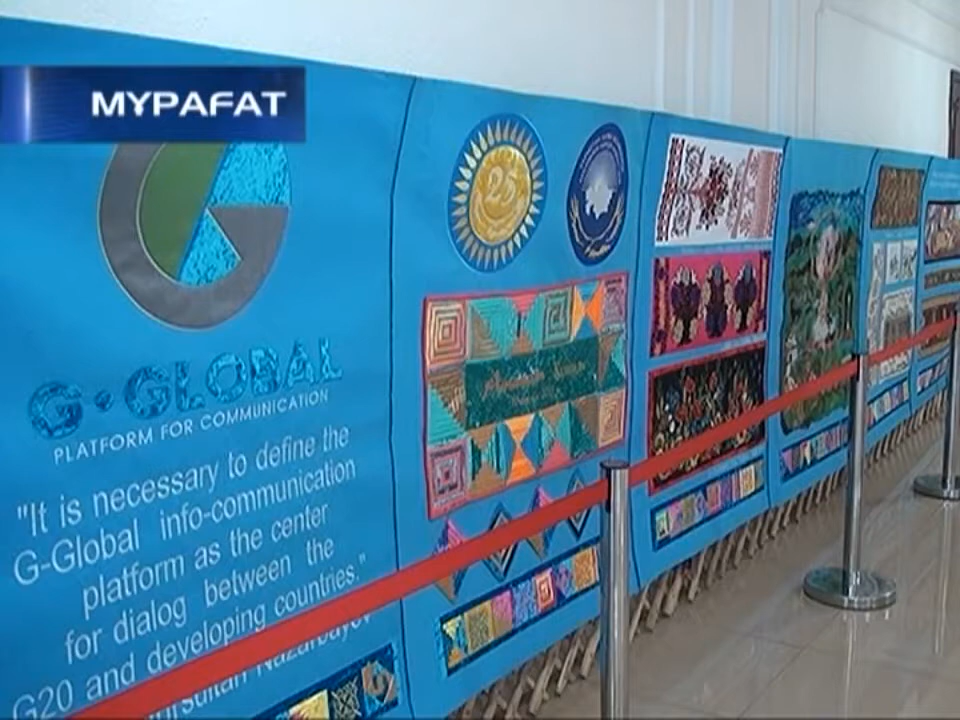 МҰРАҒАТ
25
G·GLOBAL
PLATFORM FOR COMMUNICATION
"It is necessary to define the
G-Global info-communication
platform as the center
for dialog between the
G20 and developing countries."
Nursultan Nazarbayev